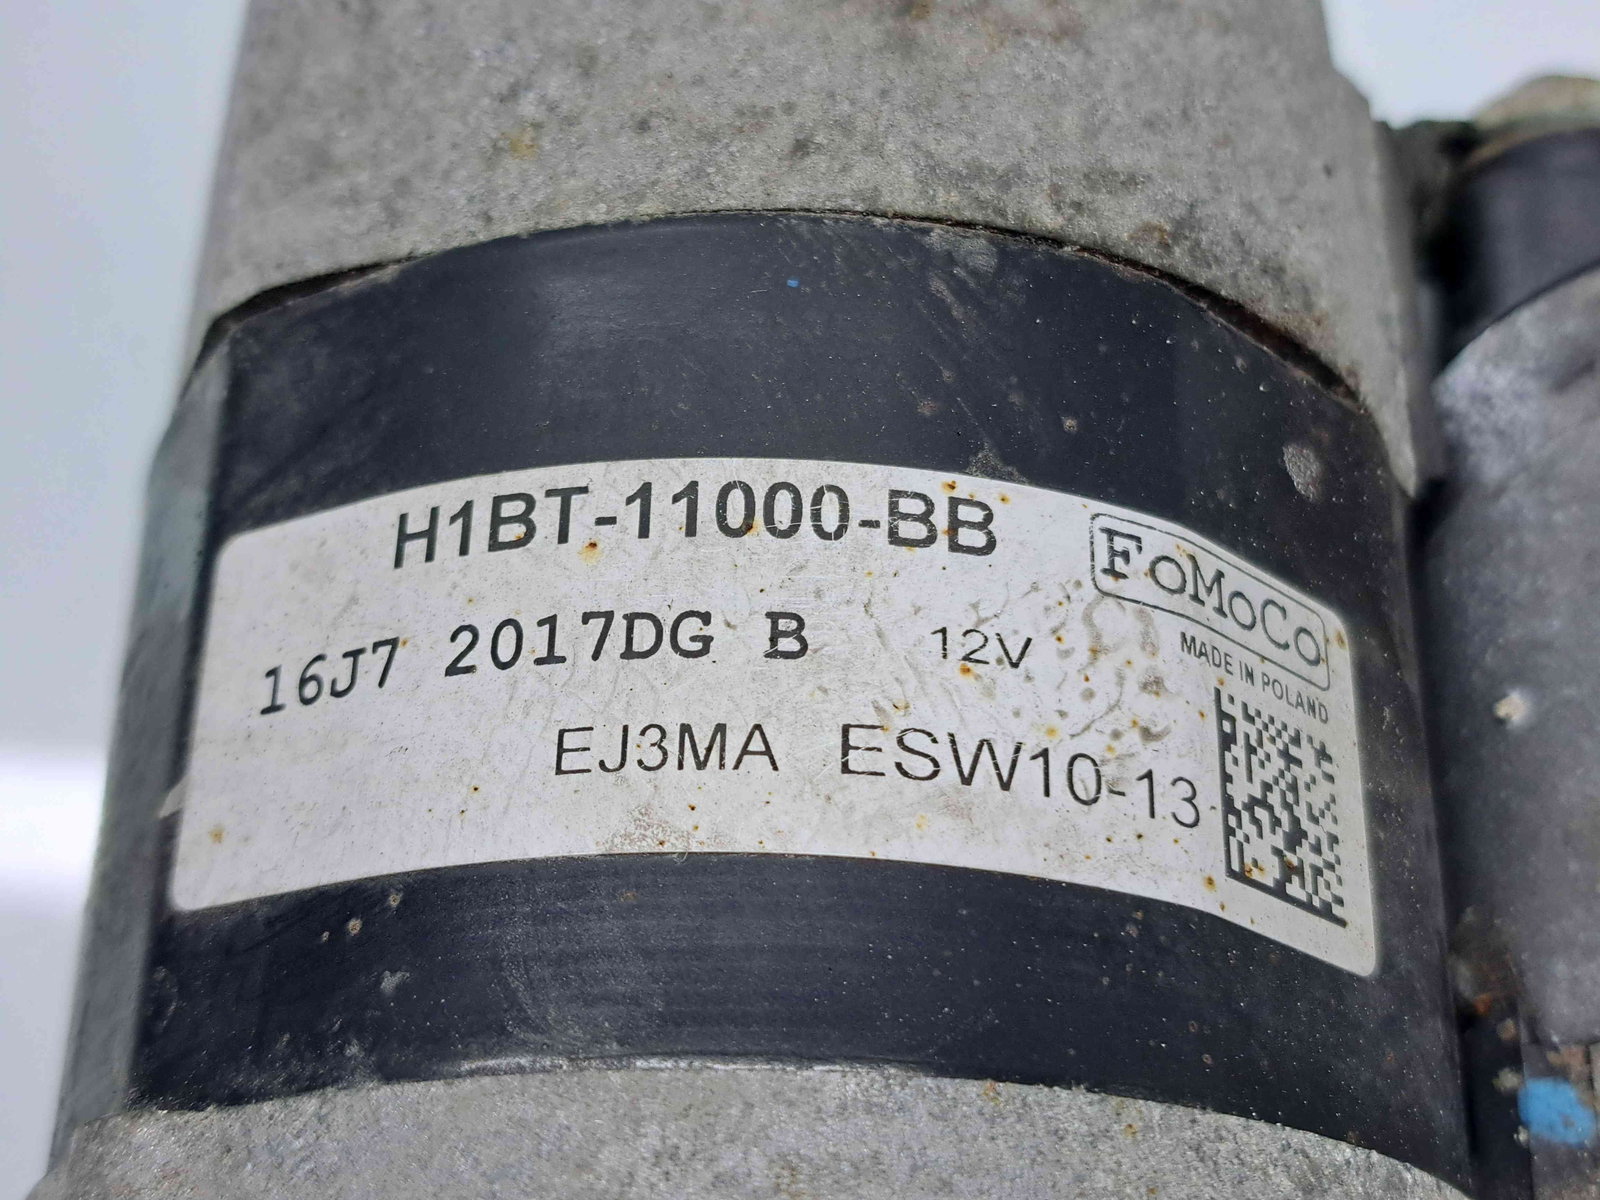 H1BT-11000-BB
FoMoCo
16J7 2017DG B 12V
MADE IN POLAND
EJ3MA ESW10-13